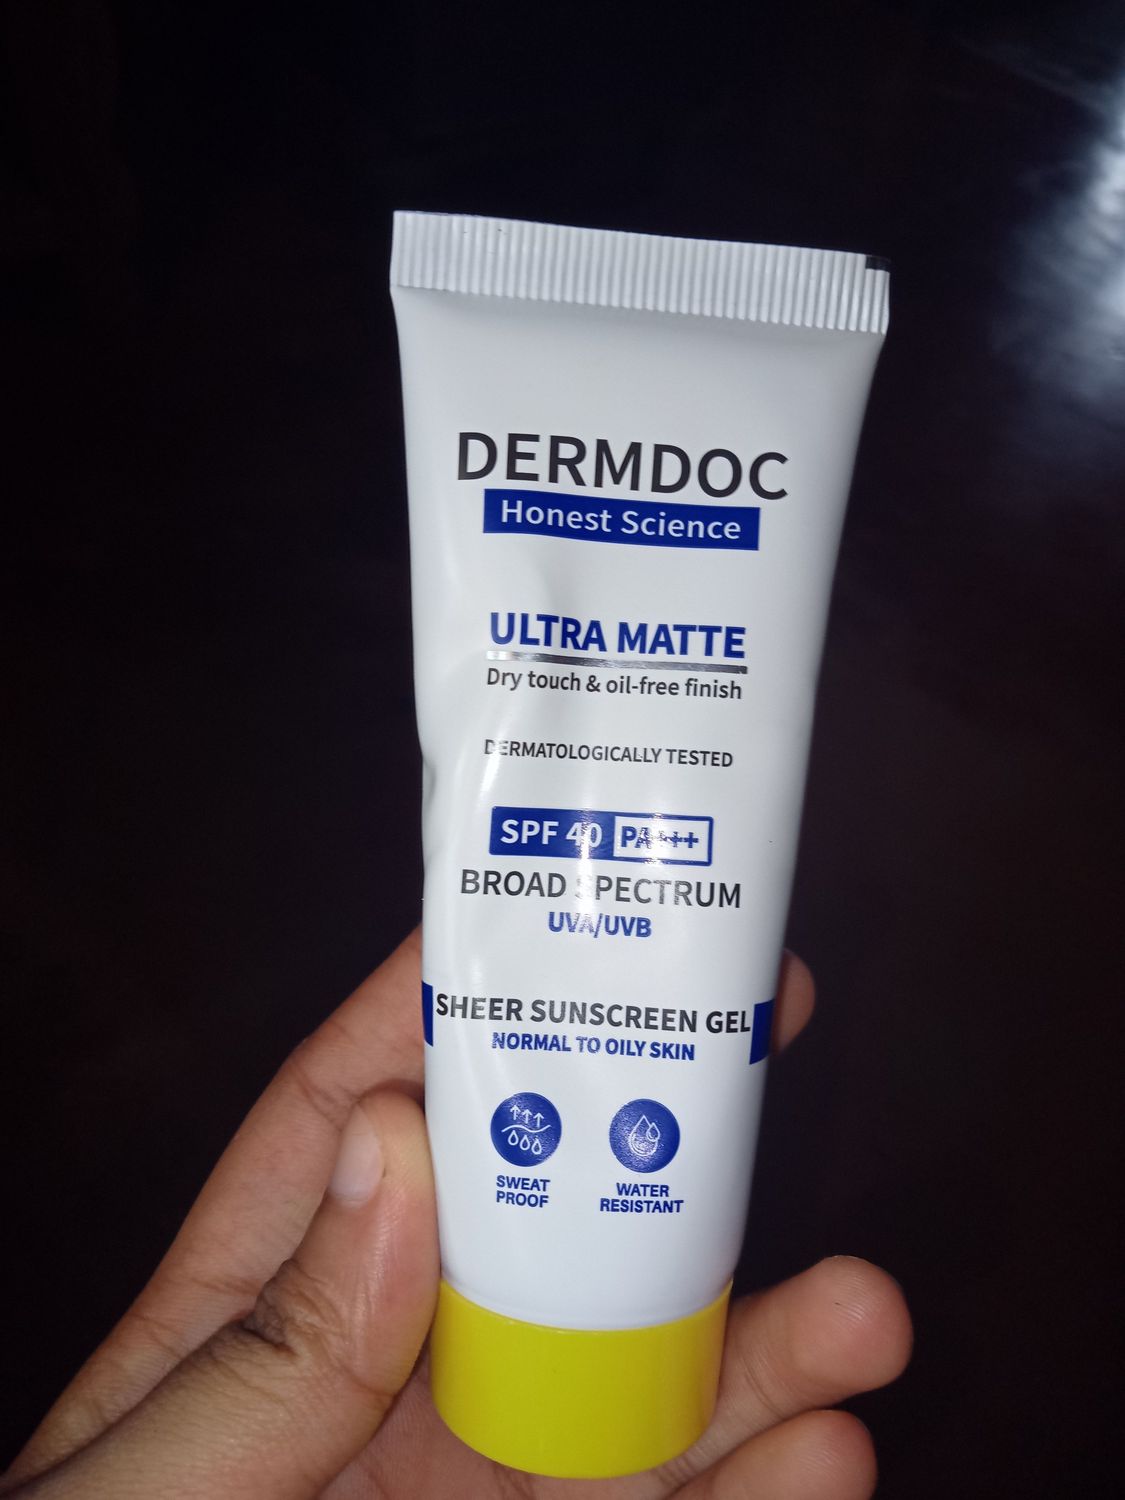 DERMDOC
Honest Science
ULTRA MATTE
Dry touch & oil-free finish
DERMATOLOGICALLY TESTED
SPF 40 PA+++
BROAD SPECTRUM
UVA/UVB
SHEER SUNSCREEN GEL
NORMAL TO OILY SKIN
SWEAT
PROOF
WATER
RESISTANT